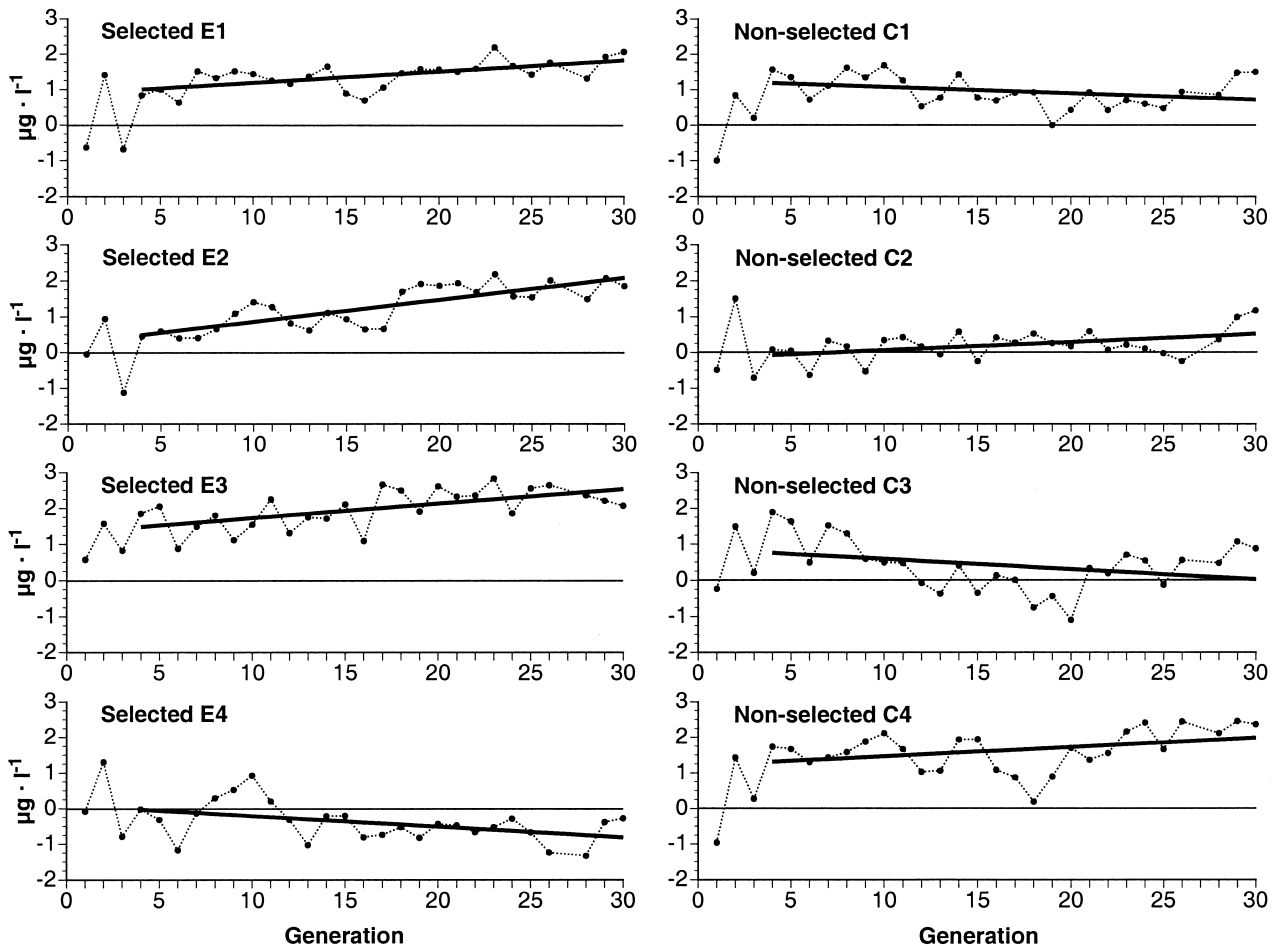 Selected E1
Non-selected C1
3
2
1
0
-1
-2
µg · l-1
0 5 10 15 20 25 30
3
2
1
0
-1
-2
0 5 10 15 20 25 30
Selected E2
Non-selected C2
3
2
1
0
-1
-2
µg · l-1
0 5 10 15 20 25 30
3
2
1
0
-1
-2
0 5 10 15 20 25 30
Selected E3
Non-selected C3
3
2
1
0
-1
-2
µg · l-1
0 5 10 15 20 25 30
3
2
1
0
-1
-2
0 5 10 15 20 25 30
Selected E4
Non-selected C4
3
2
1
0
-1
-2
µg · l-1
0 5 10 15 20 25 30
3
2
1
0
-1
-2
0 5 10 15 20 25 30
Generation
Generation